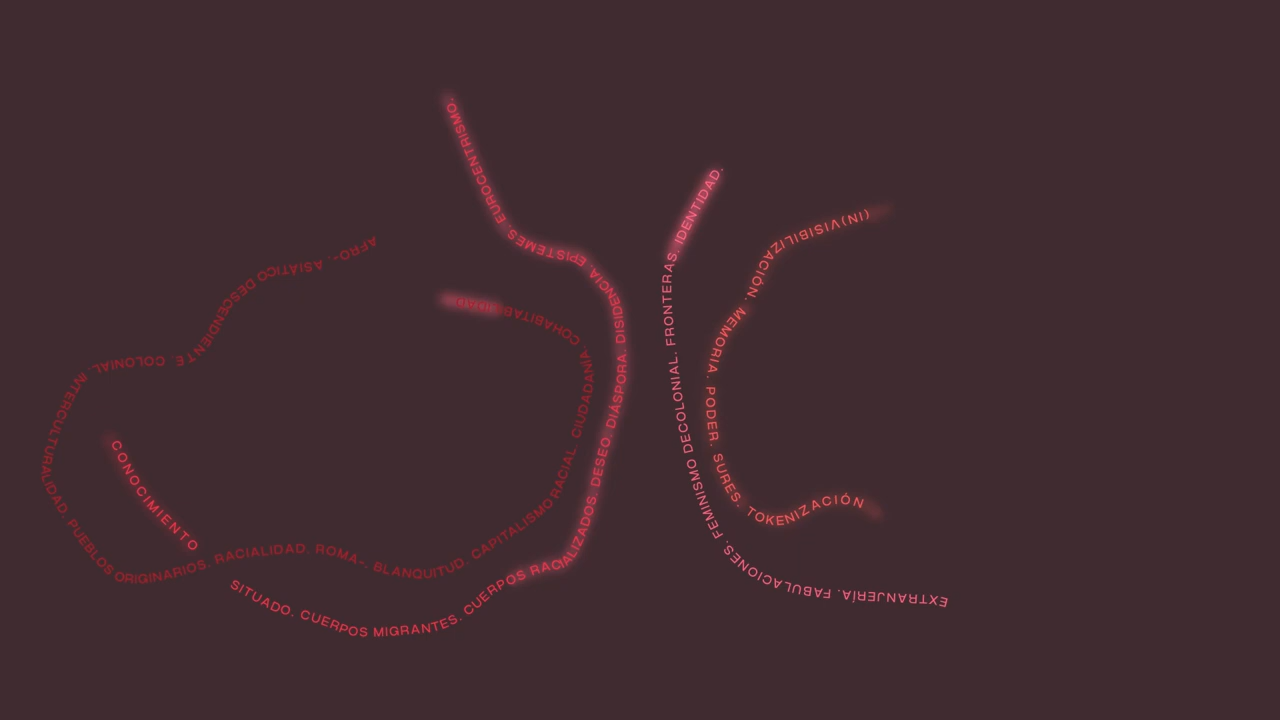 AFRO-. ASIÁTICO DESCENDIENTE. COLONIAL. INTERCULTURALIDAD. PUEBLOS ORIGINARIOS. RACIALIDAD. ROMA-. BLANQUITUD. CAPITALISMO RACIAL. CIUDADANÍA. COHABITABILIDAD
CONOCIMIENTO SITUADO. CUERPOS MIGRANTES. CUERPOS RACIALIZADOS. DESEO. DIÁSPORA. DISIDENCIA. EPISTEMES. EUROCENTRISMO.
EXTRANJERÍA. FABULACIONES. FEMINISMO DECOLONIAL. FRONTERAS. IDENTIDAD.
(IN)VISIBILIZACIÓN. MEMORIA. PODER. SURES. TOKENIZACIÓN